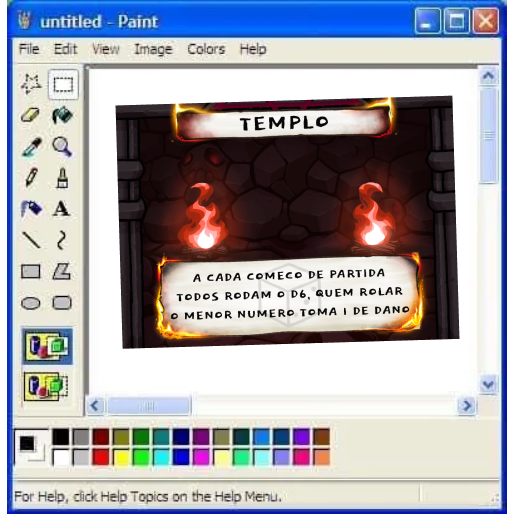 untitled - Paint
File Edit View Image Colors Help
TEMPLO
A CADA COMECO DE PARTIDA
TODOS RODAM O D6, QUEM ROLAR
O MENOR NUMERO TOMA 1 DE DANO
A
For Help, click Help Topics on the Help Menu.